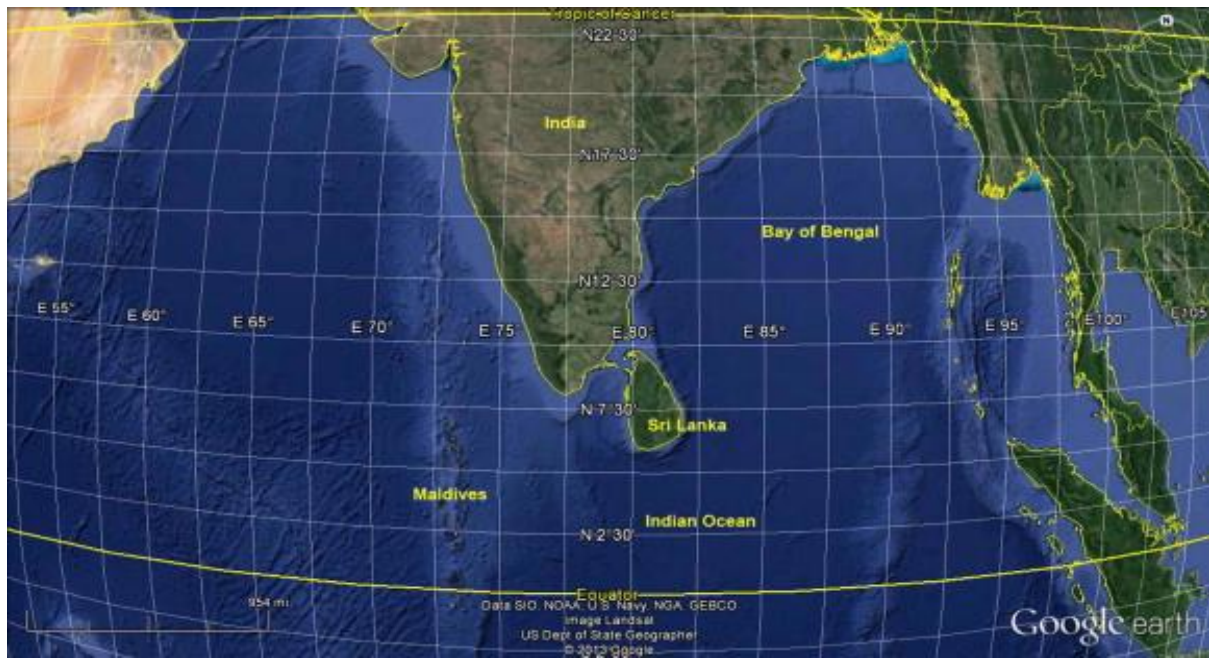 Tropic of Cancer
N22°30'
India
N17°30'
Bay of Bengal
N12°30'
E 55°
E 60°
E 65°
E 70°
E 75
E 80°
E 85°
E 90°
E 95°
E100°
E105°
N 7°30'
Sri Lanka
Maldives
Indian Ocean
N 2°30'
Equator
954 mi
Data SIO, NOAA, U.S. Navy, NGA, GEBCO
Image Landsat
US Dept of State Geographer
© 2013 Google
Google earth
N